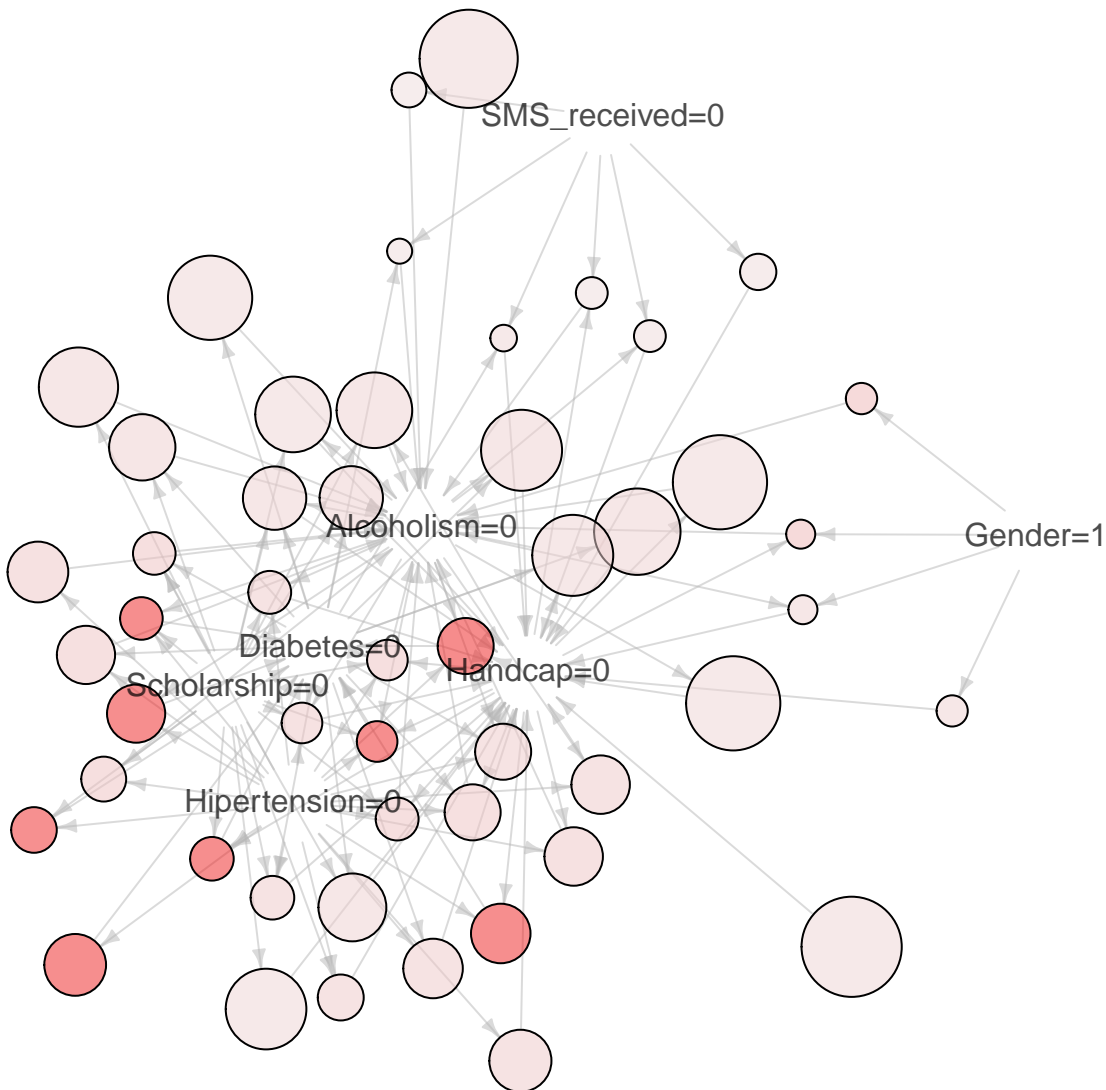 SMS_received=0
Alcoholism=0
Gender=1
Diabetes=0
Handcap=0
Scholarship=0
Hipertension=0